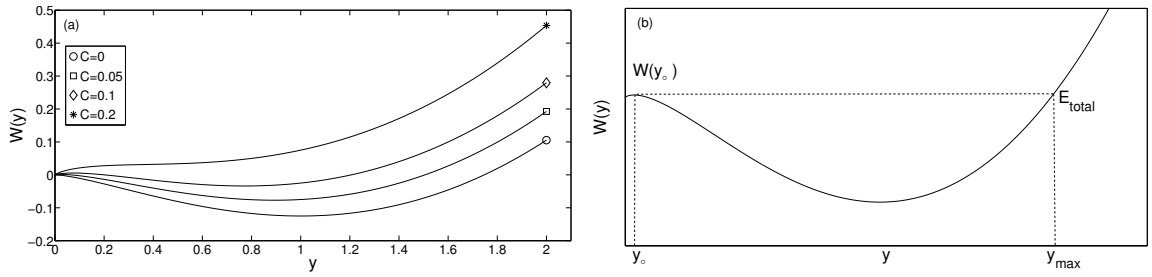 (a)
0.5
0.4
0.3
0.2
0.1
0
−0.1
−0.2
W(y)
C=0
C=0.05
C=0.1
C=0.2
0 0.2 0.4 0.6 0.8 1 1.2 1.4 1.6 1.8 2
y
(b)
W(y)
W(y∘)
E_total
y∘ y y_max